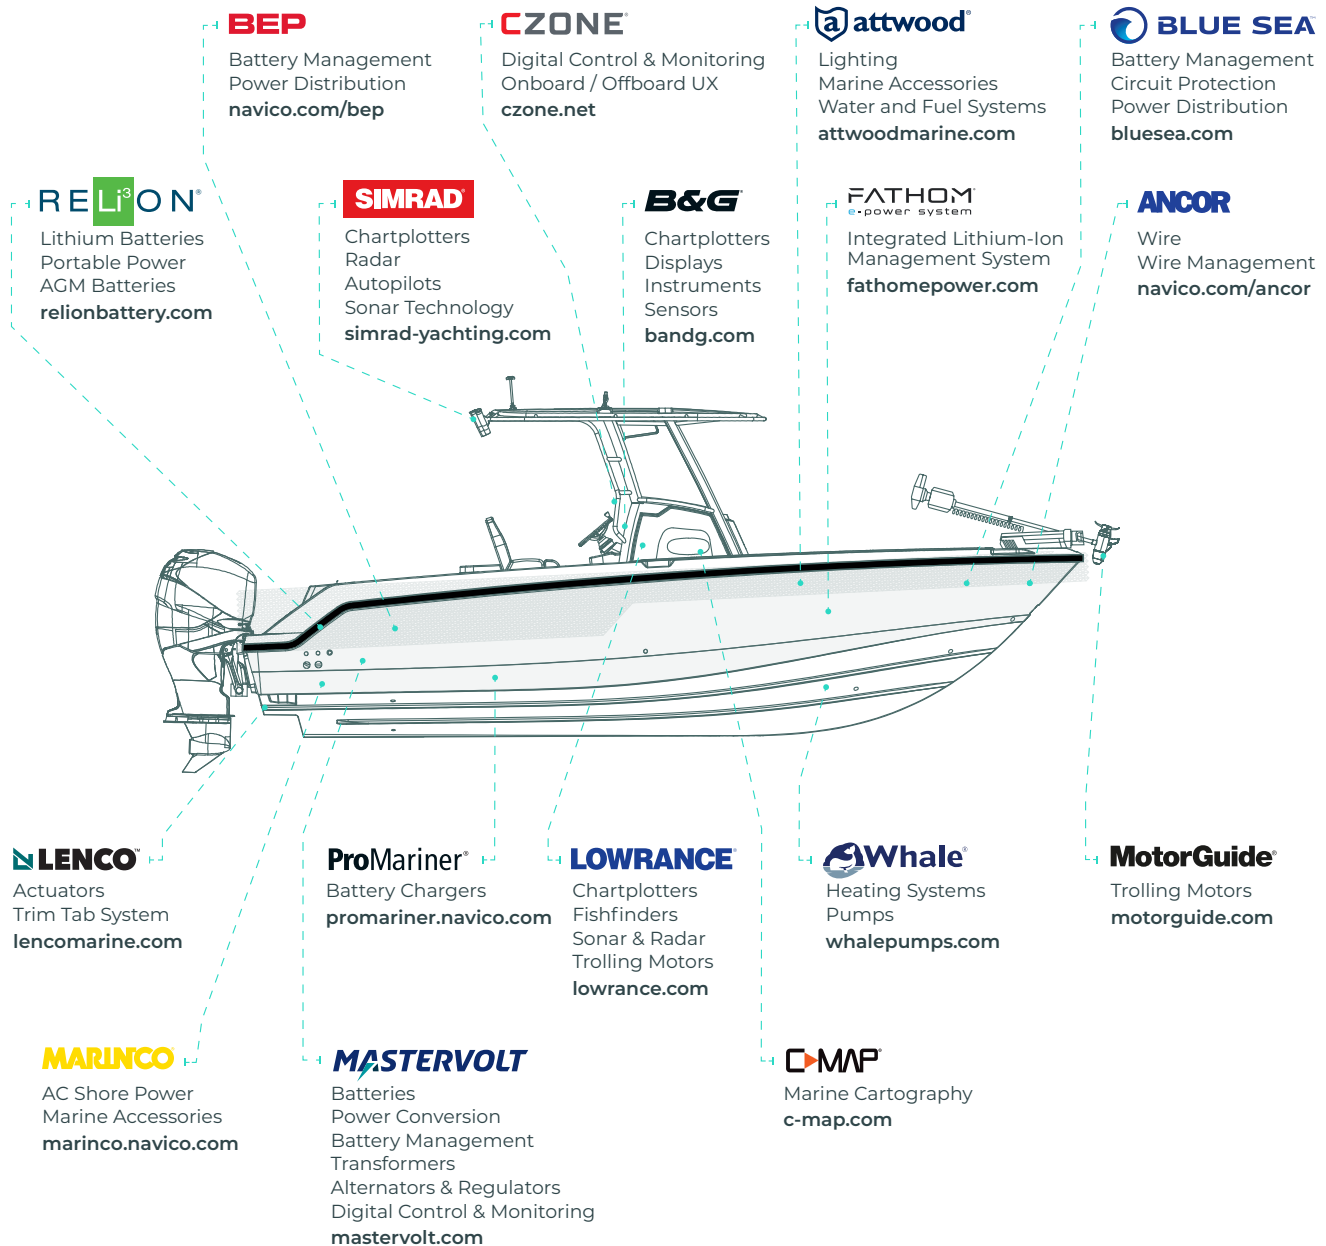 BEP
Battery Management
Power Distribution
navico.com/bep
CZONE®
Digital Control & Monitoring
Onboard / Offboard UX
czone.net
a attwood®
Lighting
Marine Accessories
Water and Fuel Systems
attwoodmarine.com
BLUE SEA™
Battery Management
Circuit Protection
Power Distribution
bluesea.com
RELi³ON®
Lithium Batteries
Portable Power
AGM Batteries
relionbattery.com
SIMRAD®
Chartplotters
Radar
Autopilots
Sonar Technology
simrad-yachting.com
B&G®
Chartplotters
Displays
Instruments
Sensors
bandg.com
FATHOM™
e-power system
Integrated Lithium-Ion
Management System
fathomepower.com
ANCOR
Wire
Wire Management
navico.com/ancor
LENCO™
Actuators
Trim Tab System
lencomarine.com
ProMariner®
Battery Chargers
promariner.navico.com
LOWRANCE®
Chartplotters
Fishfinders
Sonar & Radar
Trolling Motors
lowrance.com
Whale®
Heating Systems
Pumps
whalepumps.com
MotorGuide®
Trolling Motors
motorguide.com
MARINCO®
AC Shore Power
Marine Accessories
marinco.navico.com
MASTERVOLT
Batteries
Power Conversion
Battery Management
Transformers
Alternators & Regulators
Digital Control & Monitoring
mastervolt.com
C-MAP®
Marine Cartography
c-map.com